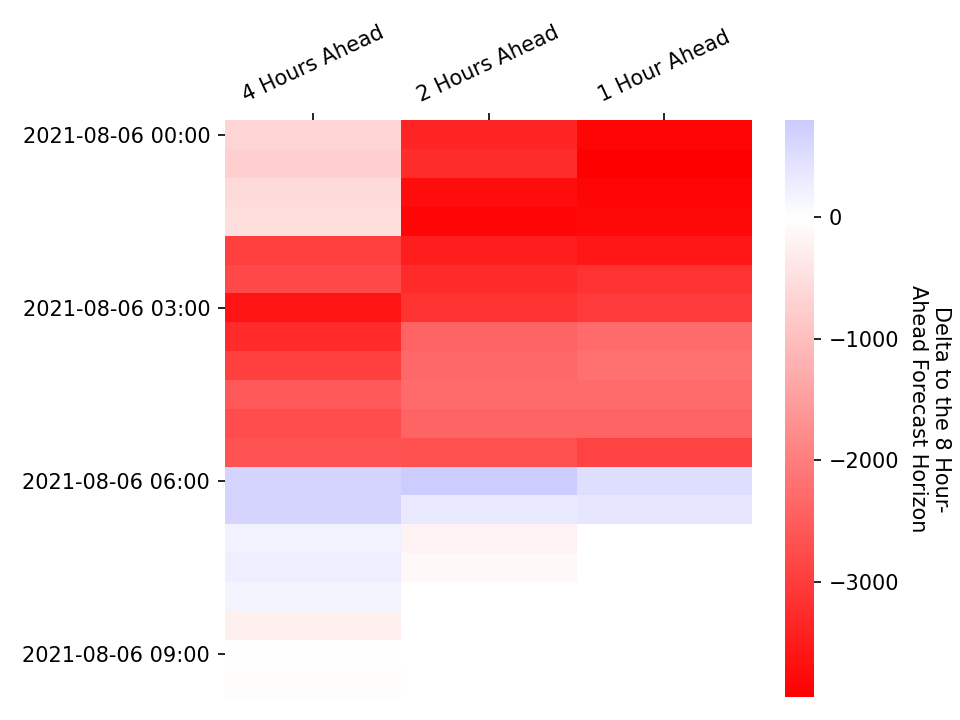 4 Hours Ahead
2 Hours Ahead
1 Hour Ahead
2021-08-06 00:00
2021-08-06 03:00
2021-08-06 06:00
2021-08-06 09:00
0
−1000
−2000
−3000
Delta to the 8 Hour-
Ahead Forecast Horizon